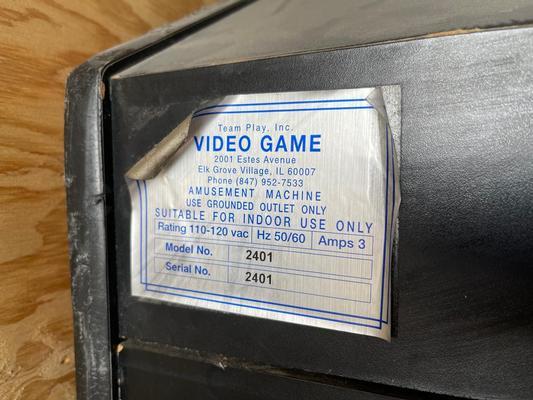 Team Play, Inc.
VIDEO GAME
2001 Estes Avenue
Elk Grove Village, IL 60007
Phone (847) 952-7533
AMUSEMENT MACHINE
USE GROUNDED OUTLET ONLY
SUITABLE FOR INDOOR USE ONLY
Rating 110-120 vac Hz 50/60 Amps 3
Model No. 2401
Serial No. 2401